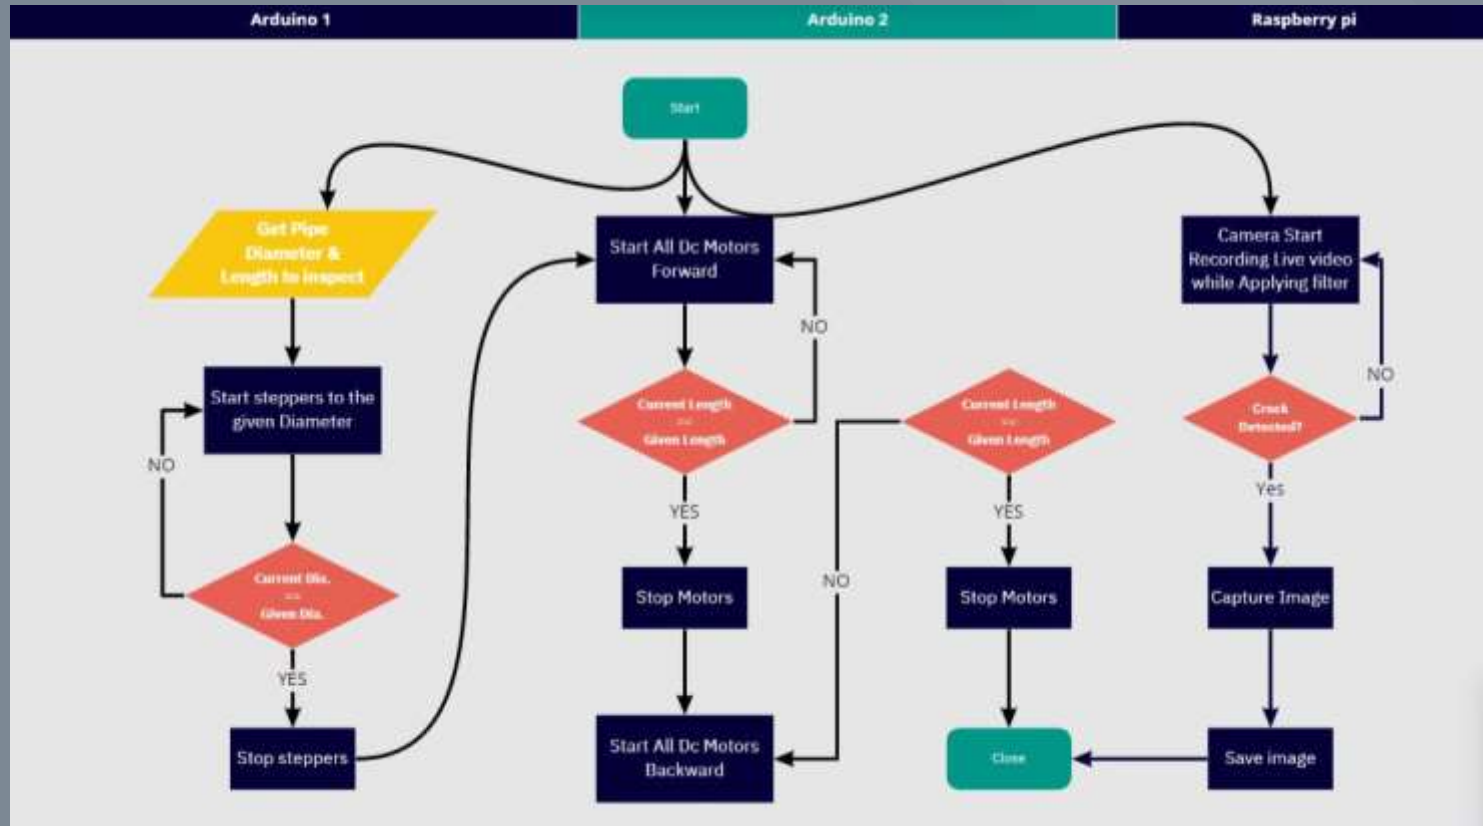 Arduino 1
Arduino 2
Raspberry pi
Start
Get Pipe
Diameter &
Length to inspect
Start steppers to the
given Diameter
NO
Current Dia.
==
Given Dia.
YES
Stop steppers
Start All Dc Motors
Forward
NO
Current Length
==
Given Length
YES
Stop Motors
Start All Dc Motors
Backward
NO
Current Length
==
Given Length
YES
Stop Motors
Close
Camera Start
Recording Live video
while Applying filter
NO
Crack
Detected?
Yes
Capture Image
Save image